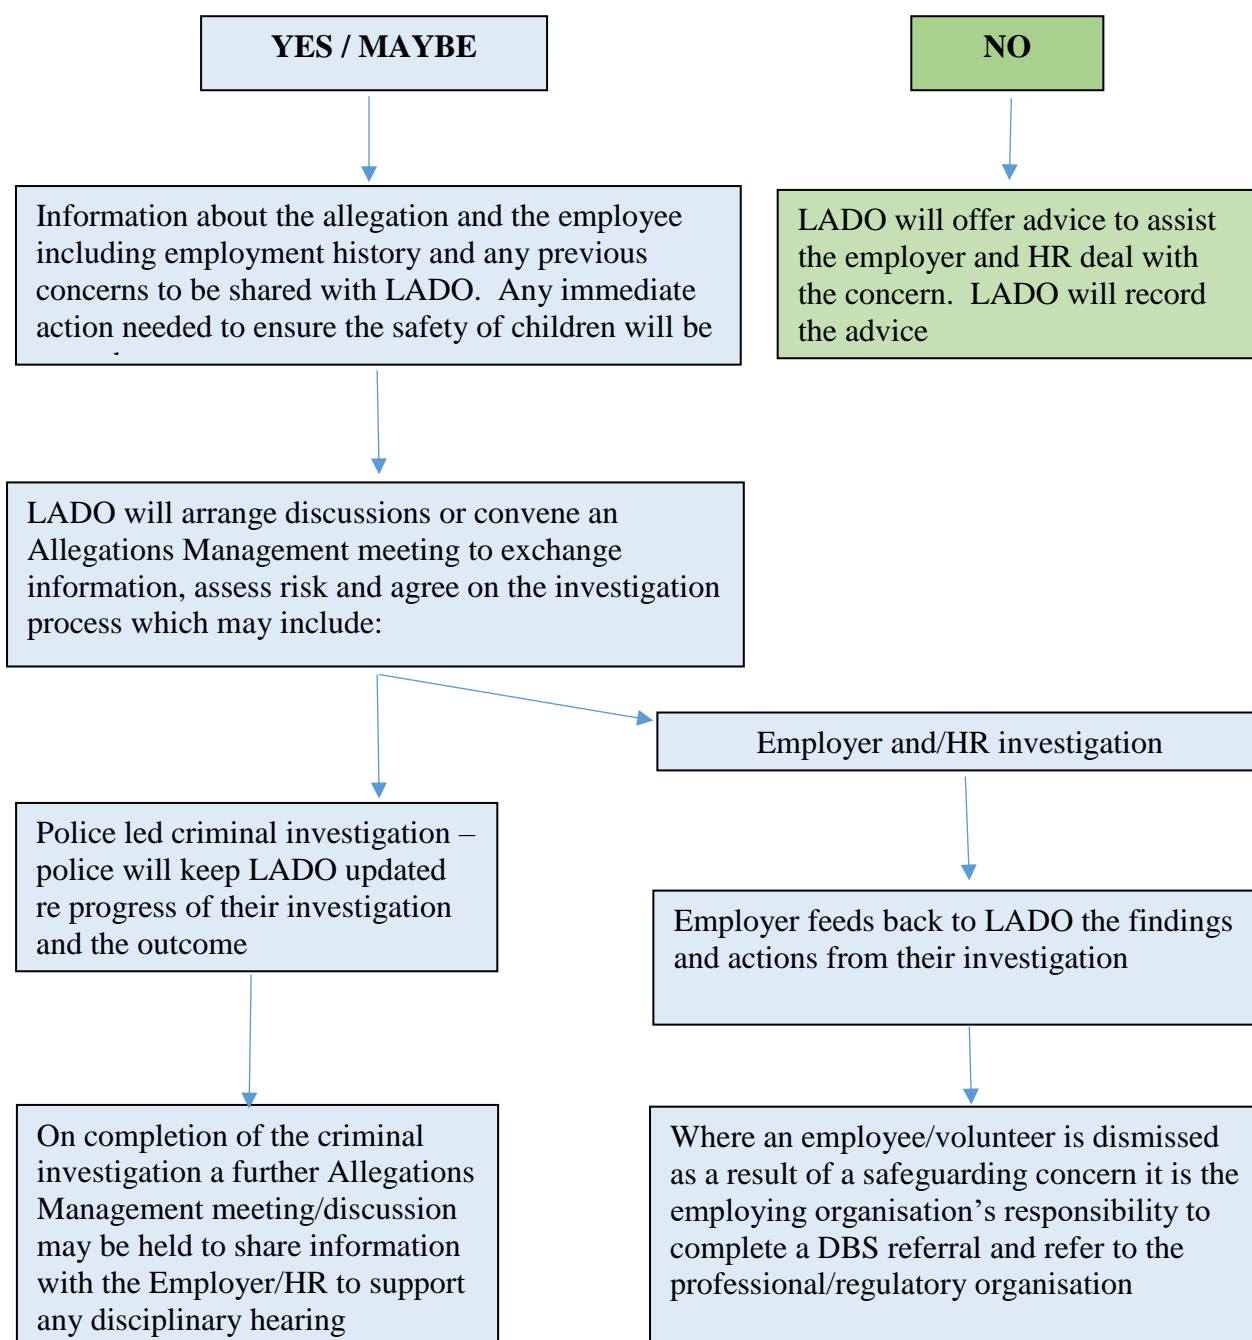 YES / MAYBE
NO
Information about the allegation and the employee
including employment history and any previous
concerns to be shared with LADO.  Any immediate
action needed to ensure the safety of children will be
LADO will offer advice to assist
the employer and HR deal with
the concern.  LADO will record
the advice
LADO will arrange discussions or convene an
Allegations Management meeting to exchange
information, assess risk and agree on the investigation
process which may include:
Employer and/HR investigation
Police led criminal investigation –
police will keep LADO updated
re progress of their investigation
and the outcome
Employer feeds back to LADO the findings
and actions from their investigation
On completion of the criminal
investigation a further Allegations
Management meeting/discussion
may be held to share information
with the Employer/HR to support
any disciplinary hearing
Where an employee/volunteer is dismissed
as a result of a safeguarding concern it is the
employing organisation’s responsibility to
complete a DBS referral and refer to the
professional/regulatory organisation